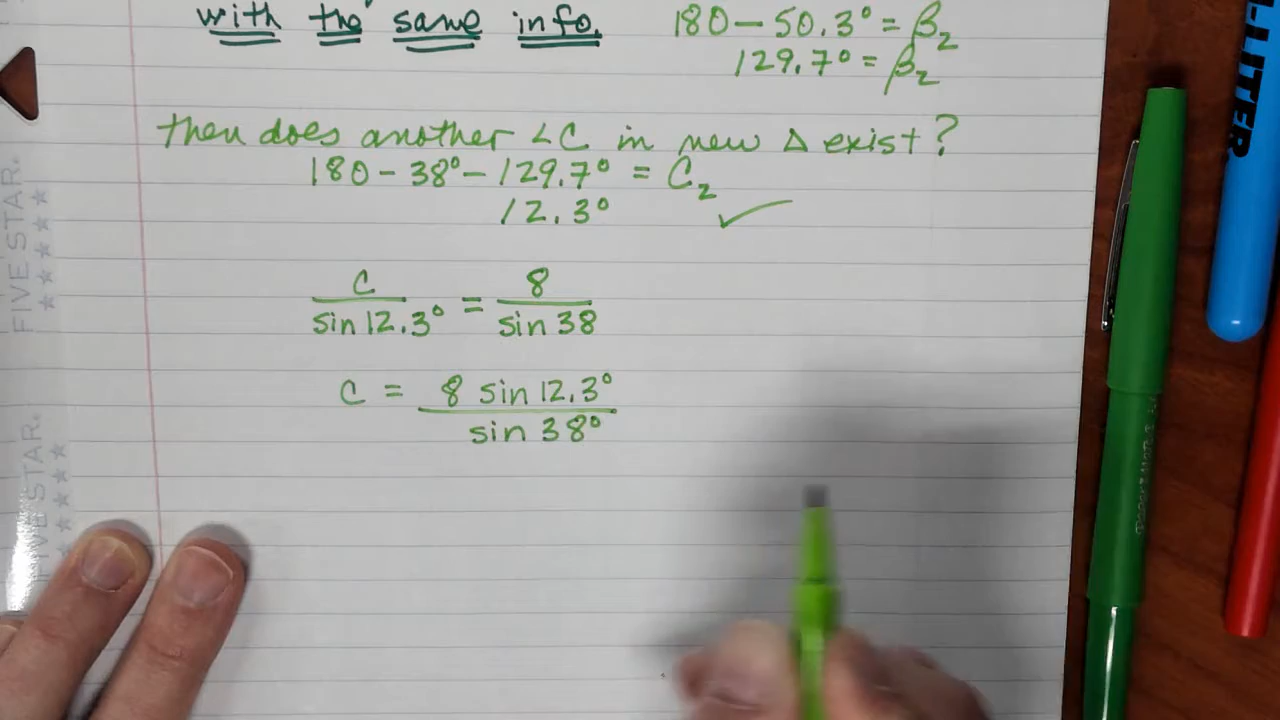 with the same info.
180 - 50.3° = β₂
129.7° = β₂
then does another ∠C in new Δ exist?
180 - 38° - 129.7° = C₂
12.3° ✓
c / sin 12.3° = 8 / sin 38
c = 8 sin 12.3° / sin 38°
FIVE STAR.
FIVE STAR.